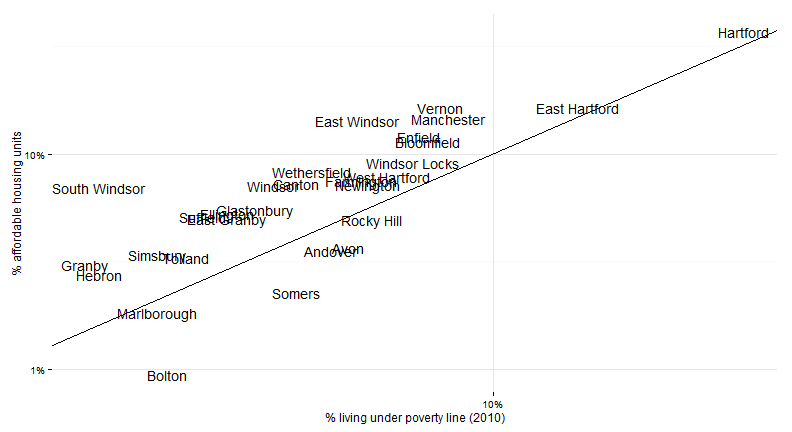 Hartford
Vernon
East Hartford
East Windsor
Manchester
Enfield
Bloomfield
10%
Windsor Locks
Wethersfield
West Hartford
Farmington
South Windsor
Windsor
Canton
Newington
Glastonbury
Ellington
Suffield
East Granby
Rocky Hill
Avon
Andover
Simsbury
Tolland
Granby
Hebron
Somers
Marlborough
1%
Bolton
10%
% living under poverty line (2010)
% affordable housing units